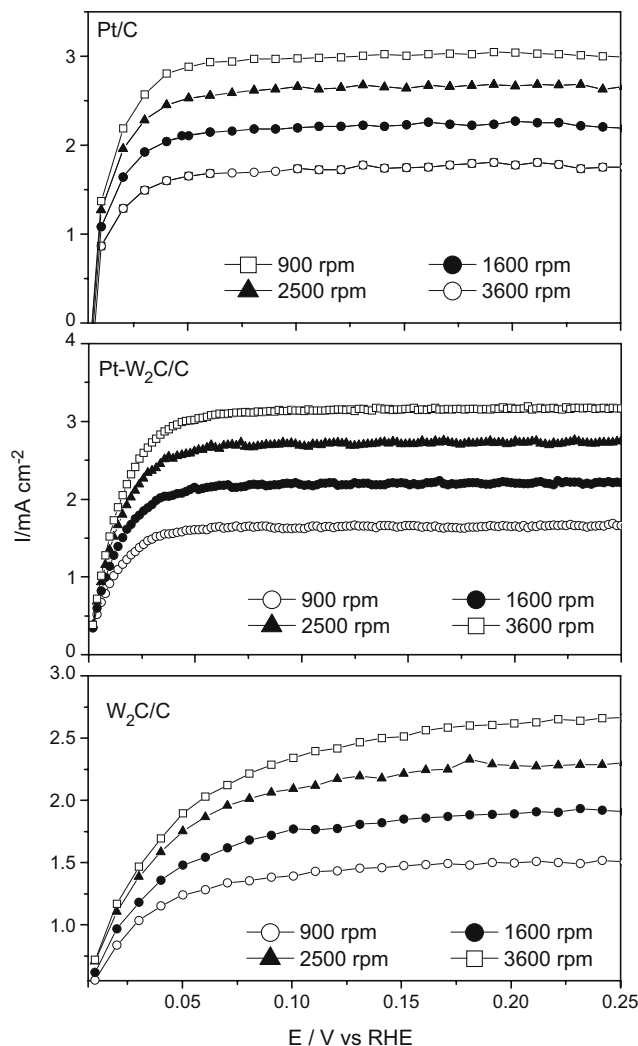 Pt/C
3
2
1
0
900 rpm
1600 rpm
2500 rpm
3600 rpm
Pt-W₂C/C
4
3
2
1
0
I/mA cm⁻²
900 rpm
1600 rpm
2500 rpm
3600 rpm
W₂C/C
3.0
2.5
2.0
1.5
1.0
900 rpm
1600 rpm
2500 rpm
3600 rpm
0.05
0.10
0.15
0.20
0.25
E / V vs RHE